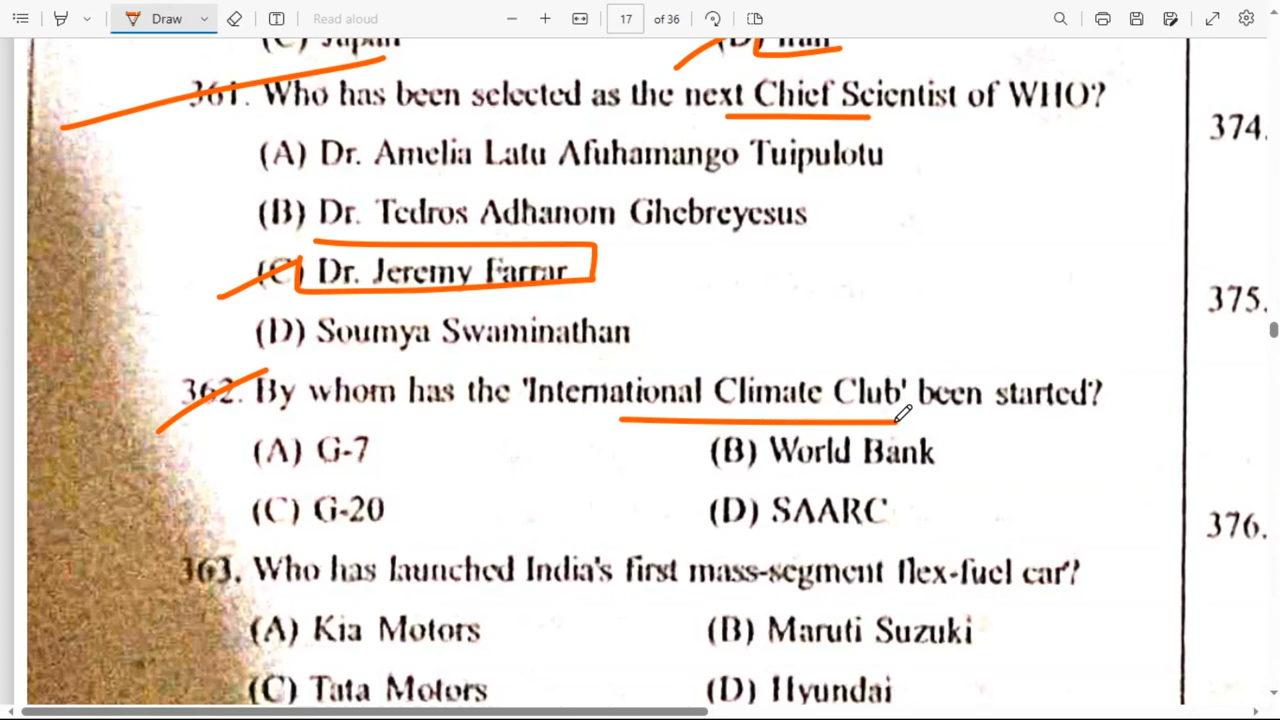 Draw
Read aloud
17 of 36
(C) Japan (D) Iran
361. Who has been selected as the next Chief Scientist of WHO?
(A) Dr. Amelia Latu Afuhamango Tuipulotu
(B) Dr. Tedros Adhanom Ghebreyesus
(C) Dr. Jeremy Farrar
(D) Soumya Swaminathan
362. By whom has the 'International Climate Club' been started?
(A) G-7 (B) World Bank
(C) G-20 (D) SAARC
363. Who has launched India's first mass-segment flex-fuel car?
(A) Kia Motors (B) Maruti Suzuki
(C) Tata Motors (D) Hyundai
374.
375.
376.